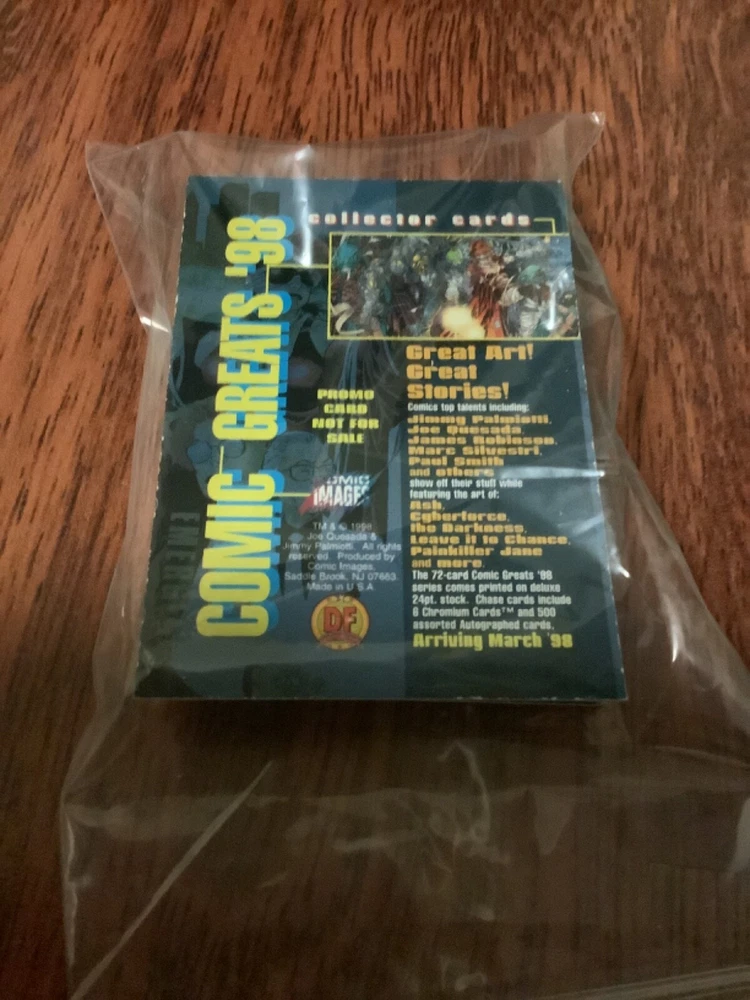 COMIC GREATS '98
collector cards
Great Art!
Great
Stories!
Comics top talents including:
Jimmy Palmiotti,
Joe Quesada,
James Robinson,
Marc Silvestri,
Paul Smith
and others
show off their stuff while
featuring the art of:
Ash,
Cyberforce,
the Darkness,
Leave it to Chance,
Painkiller Jane
and more.
The 72-card Comic Greats '98
series comes printed on deluxe
24pt. stock. Chase cards include
6 Chromium Cards™ and 500
assorted Autographed cards.
Arriving March '98
PROMO
CARD
NOT FOR
SALE
COMIC
IMAGES
TM & © 1998
Joe Quesada &
Jimmy Palmiotti. All rights
reserved. Produced by
Comic Images,
Saddle Brook, NJ 07663.
Made in U.S.A.
DF